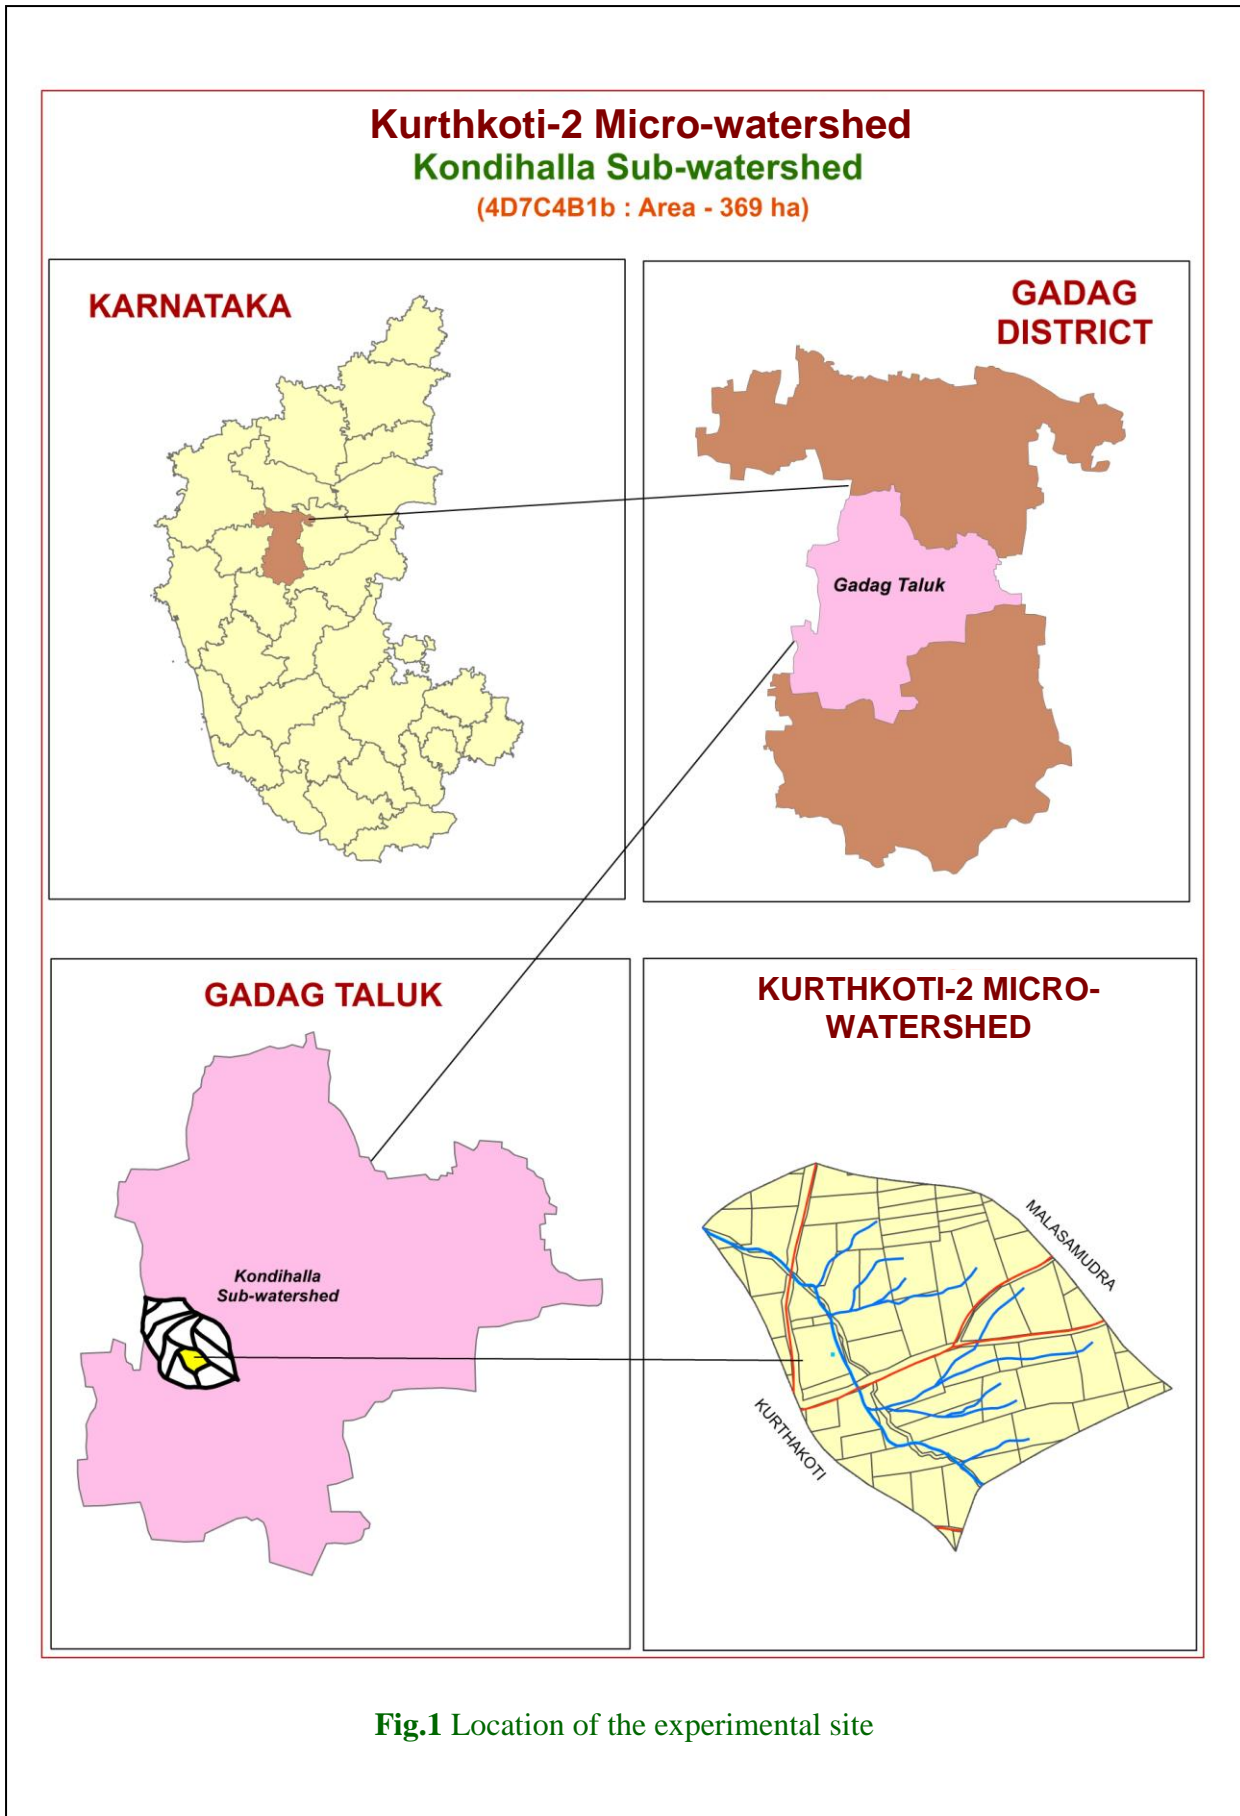 Kurthkoti-2 Micro-watershed
Kondihalla Sub-watershed
(4D7C4B1b : Area - 369 ha)
KARNATAKA
GADAG
DISTRICT
Gadag Taluk
GADAG TALUK
Kondihalla
Sub-watershed
KURTHKOTI-2 MICRO-
WATERSHED
MALASAMUDRA
KURTHAKOTI
Fig.1 Location of the experimental site